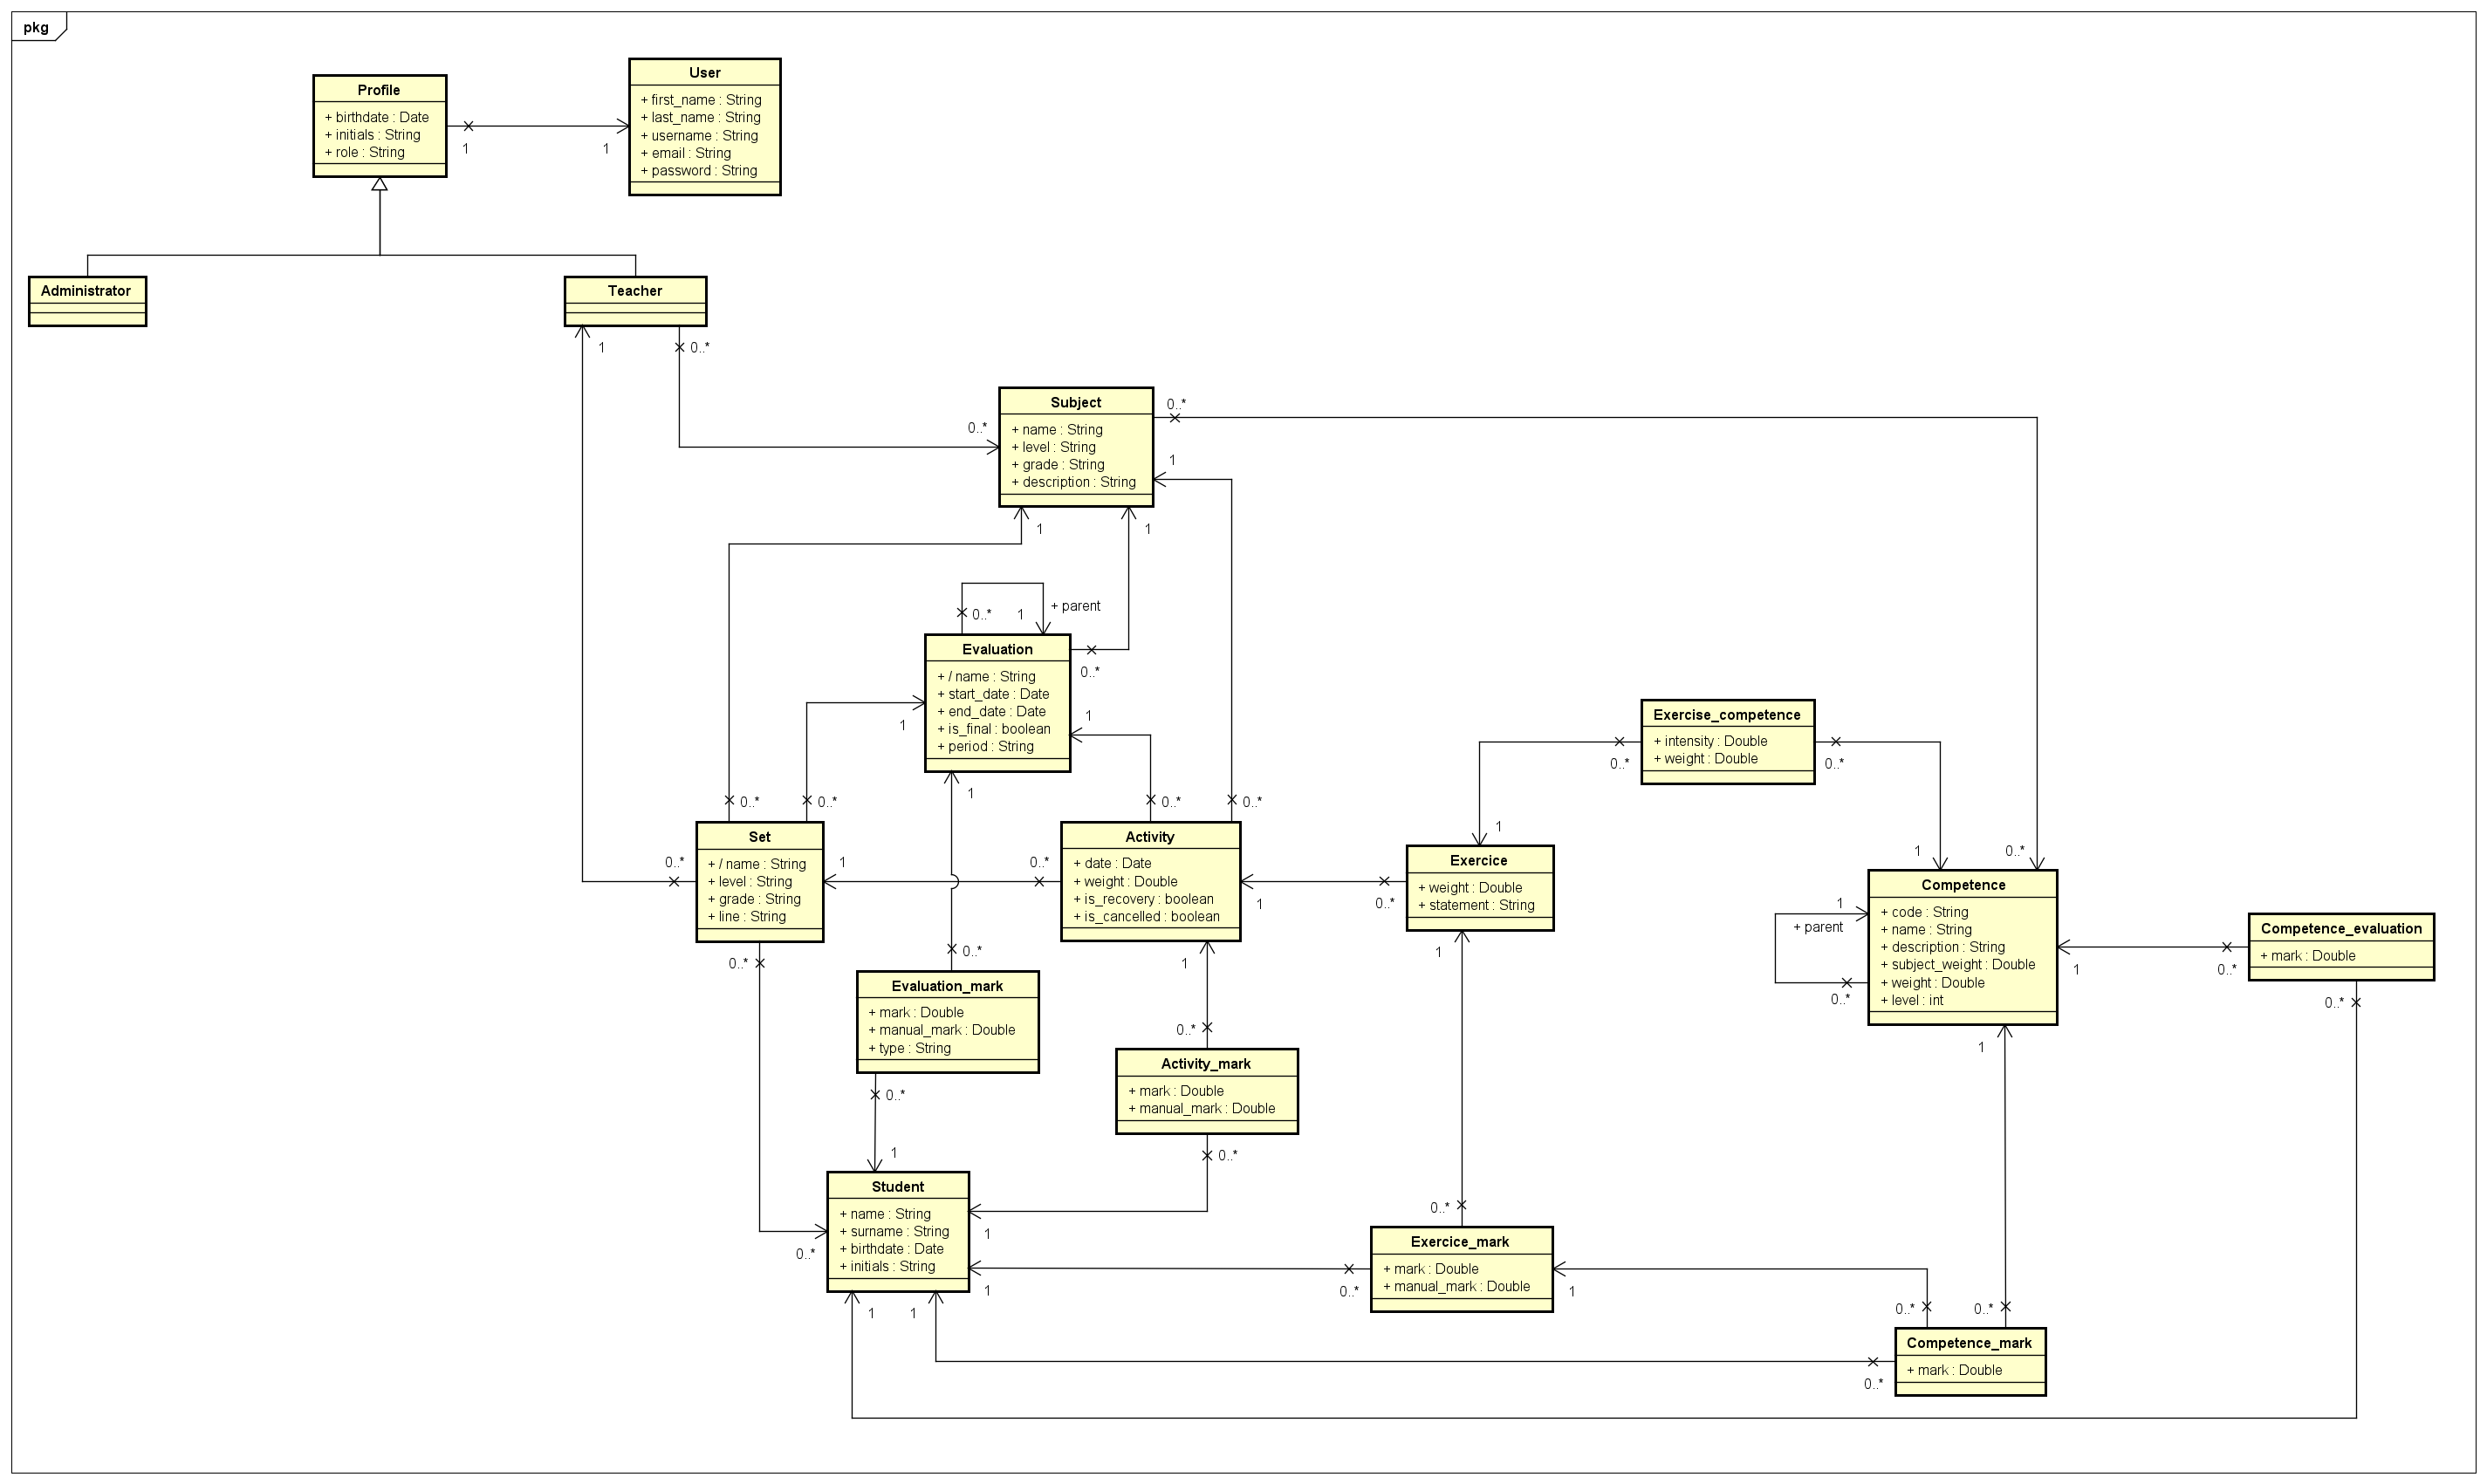 pkg
Profile
+ birthdate : Date
+ initials : String
+ role : String
1
1
User
+ first_name : String
+ last_name : String
+ username : String
+ email : String
+ password : String
Administrator
Teacher
1
0..*
0..*
Subject
+ name : String
+ level : String
+ grade : String
+ description : String
0..*
1
1
1
0..*
1
+ parent
Evaluation
+ / name : String
+ start_date : Date
+ end_date : Date
+ is_final : boolean
+ period : String
0..*
1
1
1
0..*
0..*
0..*
0..*
Set
+ / name : String
+ level : String
+ grade : String
+ line : String
0..*
1
0..*
0..*
Activity
+ date : Date
+ weight : Double
+ is_recovery : boolean
+ is_cancelled : boolean
1
0..*
1
Exercise_competence
+ intensity : Double
+ weight : Double
0..*
0..*
1
1
0..*
Exercice
+ weight : Double
+ statement : String
1
Competence
+ code : String
+ name : String
+ description : String
+ subject_weight : Double
+ weight : Double
+ level : int
1
+ parent
0..*
1
0..*
1
Competence_evaluation
+ mark : Double
0..*
0..*
Evaluation_mark
+ mark : Double
+ manual_mark : Double
+ type : String
0..*
1
0..*
Activity_mark
+ mark : Double
+ manual_mark : Double
0..*
Student
+ name : String
+ surname : String
+ birthdate : Date
+ initials : String
0..*
1
1
1
1
0..*
0..*
Exercice_mark
+ mark : Double
+ manual_mark : Double
1
0..*
0..*
Competence_mark
+ mark : Double
0..*